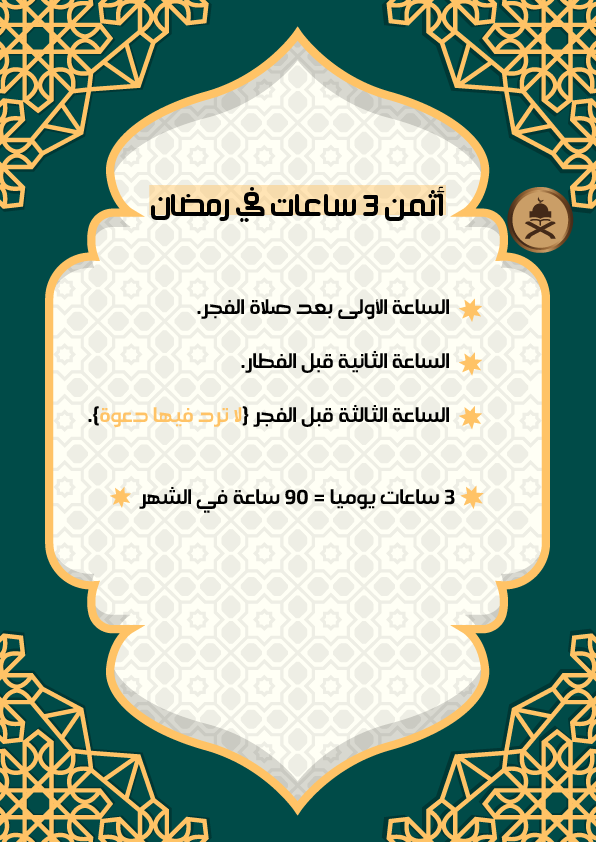 أثمن 3 ساعات في رمضان
الساعة الاولى بعد صلاة الفجر.
الساعة الثانية قبل الفطار.
الساعة الثالثة قبل الفجر {لا ترد فيها دعوة}.
3 ساعات يوميا = 90 ساعة في الشهر